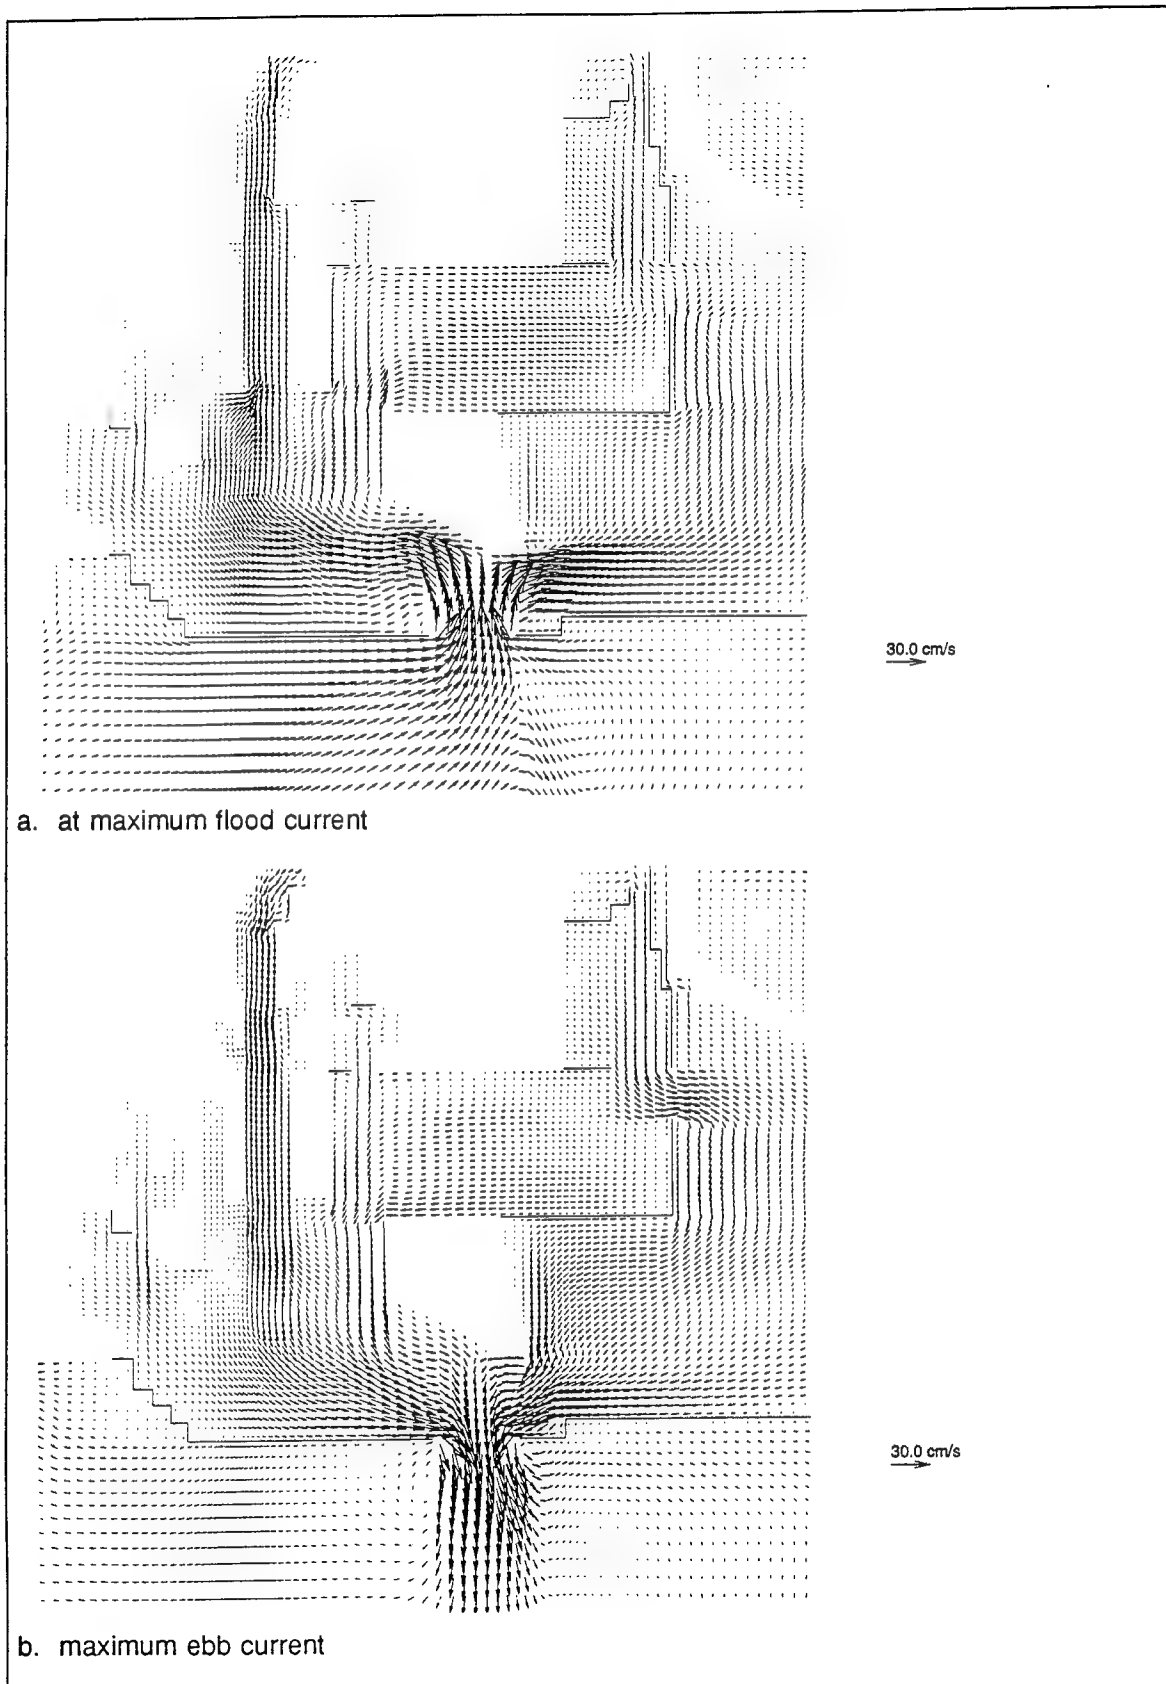 30.0 cm/s
a. at maximum flood current
30.0 cm/s
b. maximum ebb current